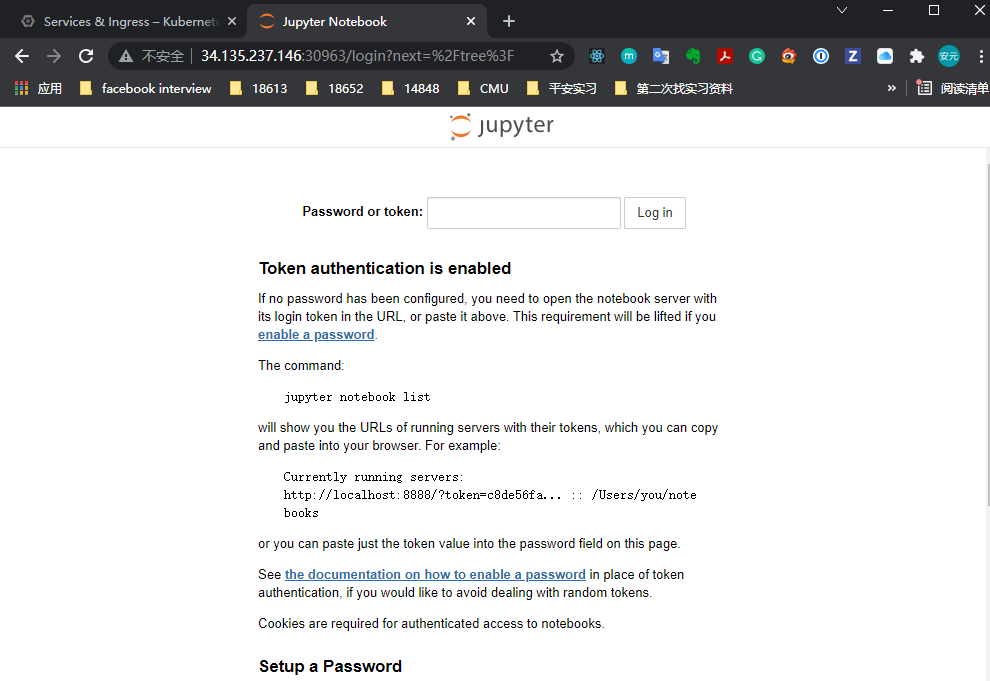 Services & Ingress – Kubernet
Jupyter Notebook
不安全
34.135.237.146:30963/login?next=%2Ftree%3F
安元
应用
facebook interview
18613
18652
14848
CMU
平安实习
第二次找实习资料
»
阅读清单
jupyter
Password or token:
Log in
Token authentication is enabled
If no password has been configured, you need to open the notebook server with
its login token in the URL, or paste it above. This requirement will be lifted if you
enable a password.
The command:
jupyter notebook list
will show you the URLs of running servers with their tokens, which you can copy
and paste into your browser. For example:
Currently running servers:
http://localhost:8888/?token=c8de56fa... :: /Users/you/note
books
or you can paste just the token value into the password field on this page.
See the documentation on how to enable a password in place of token
authentication, if you would like to avoid dealing with random tokens.
Cookies are required for authenticated access to notebooks.
Setup a Password